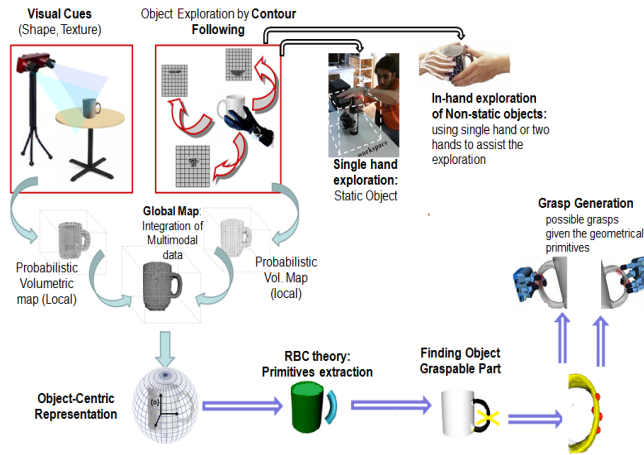 Visual Cues
(Shape, Texture)
Object Exploration by Contour
Following
In-hand exploration
of Non-static objects:
using single hand or two
hands to assist the
exploration
workspace
Single hand
exploration:
Static Object
Grasp Generation
possible grasps
given the geometrical
primitives
Global Map:
Integration of
Multimodal
data
Probabilistic
Volumetric
map (Local)
Probabilistic
Vol. Map
(local)
RBC theory:
Primitives extraction
Finding Object
Graspable Part
Object-Centric
Representation
{o}